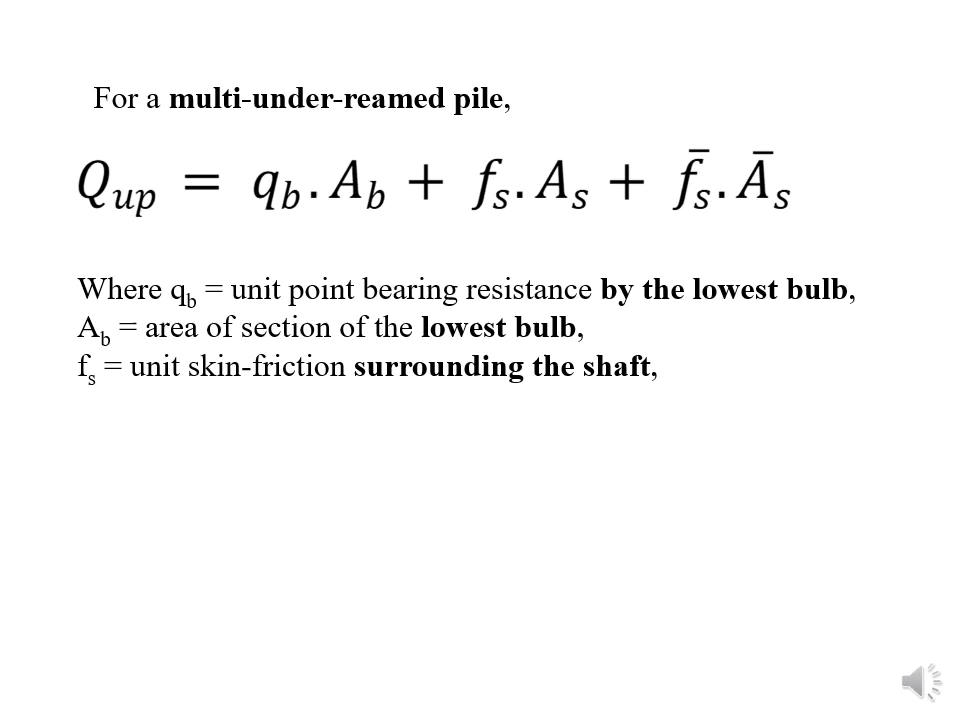 For a multi-under-reamed pile,
Q_up = q_b . A_b + f_s . A_s + f̄_s . Ā_s
Where q_b = unit point bearing resistance by the lowest bulb,
A_b = area of section of the lowest bulb,
f_s = unit skin-friction surrounding the shaft,